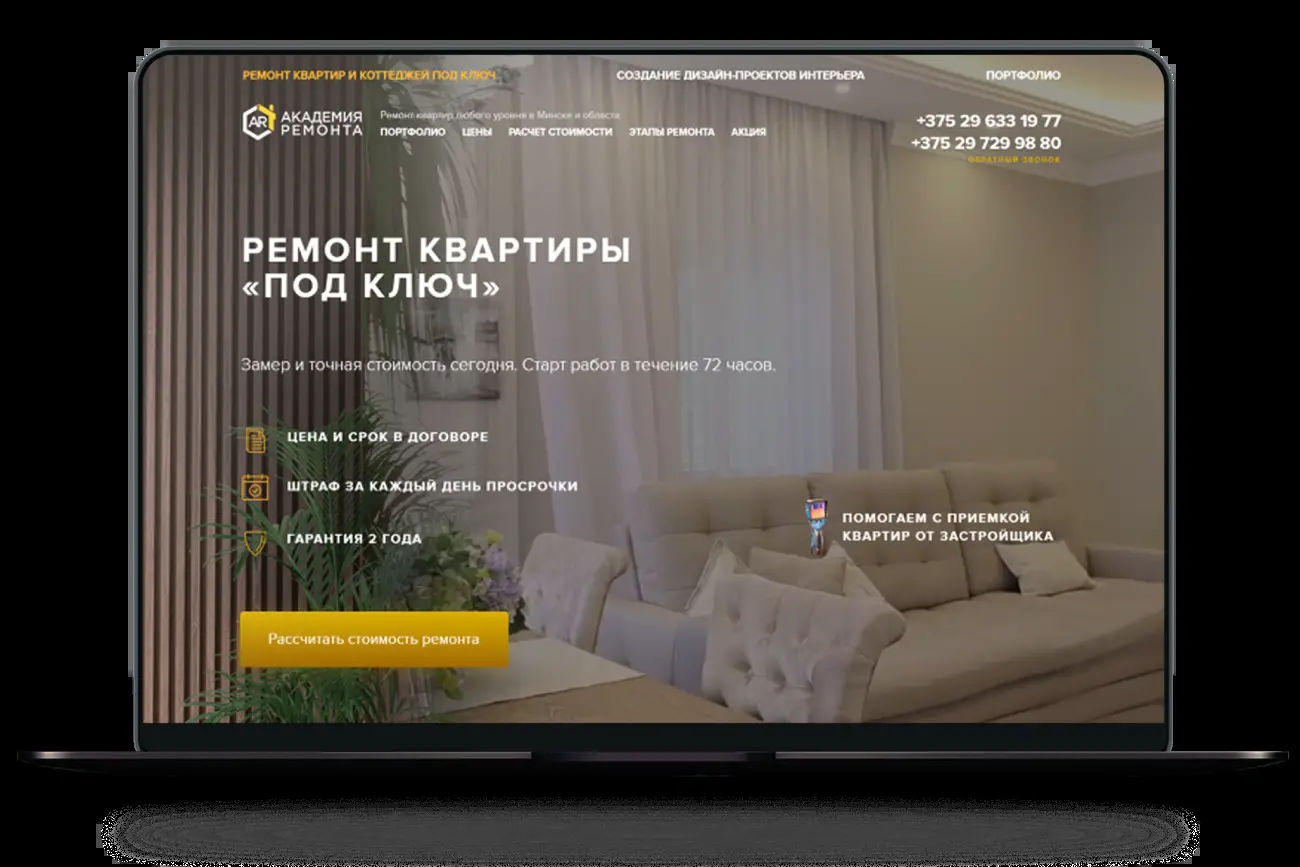 РЕМОНТ КВАРТИР И КОТТЕДЖЕЙ ПОД КЛЮЧ
СОЗДАНИЕ ДИЗАЙН-ПРОЕКТОВ ИНТЕРЬЕРА
ПОРТФОЛИО
AR
АКАДЕМИЯ
РЕМОНТА
Ремонт квартир любого уровня в Минске и области
ПОРТФОЛИО ЦЕНЫ РАСЧЕТ СТОИМОСТИ ЭТАПЫ РЕМОНТА АКЦИЯ
+375 29 633 19 77
+375 29 729 98 80
ОБРАТНЫЙ ЗВОНОК
РЕМОНТ КВАРТИРЫ
«ПОД КЛЮЧ»
Замер и точная стоимость сегодня. Старт работ в течение 72 часов.
ЦЕНА И СРОК В ДОГОВОРЕ
ШТРАФ ЗА КАЖДЫЙ ДЕНЬ ПРОСРОЧКИ
ГАРАНТИЯ 2 ГОДА
ПОМОГАЕМ С ПРИЕМКОЙ
КВАРТИР ОТ ЗАСТРОЙЩИКА
Рассчитать стоимость ремонта